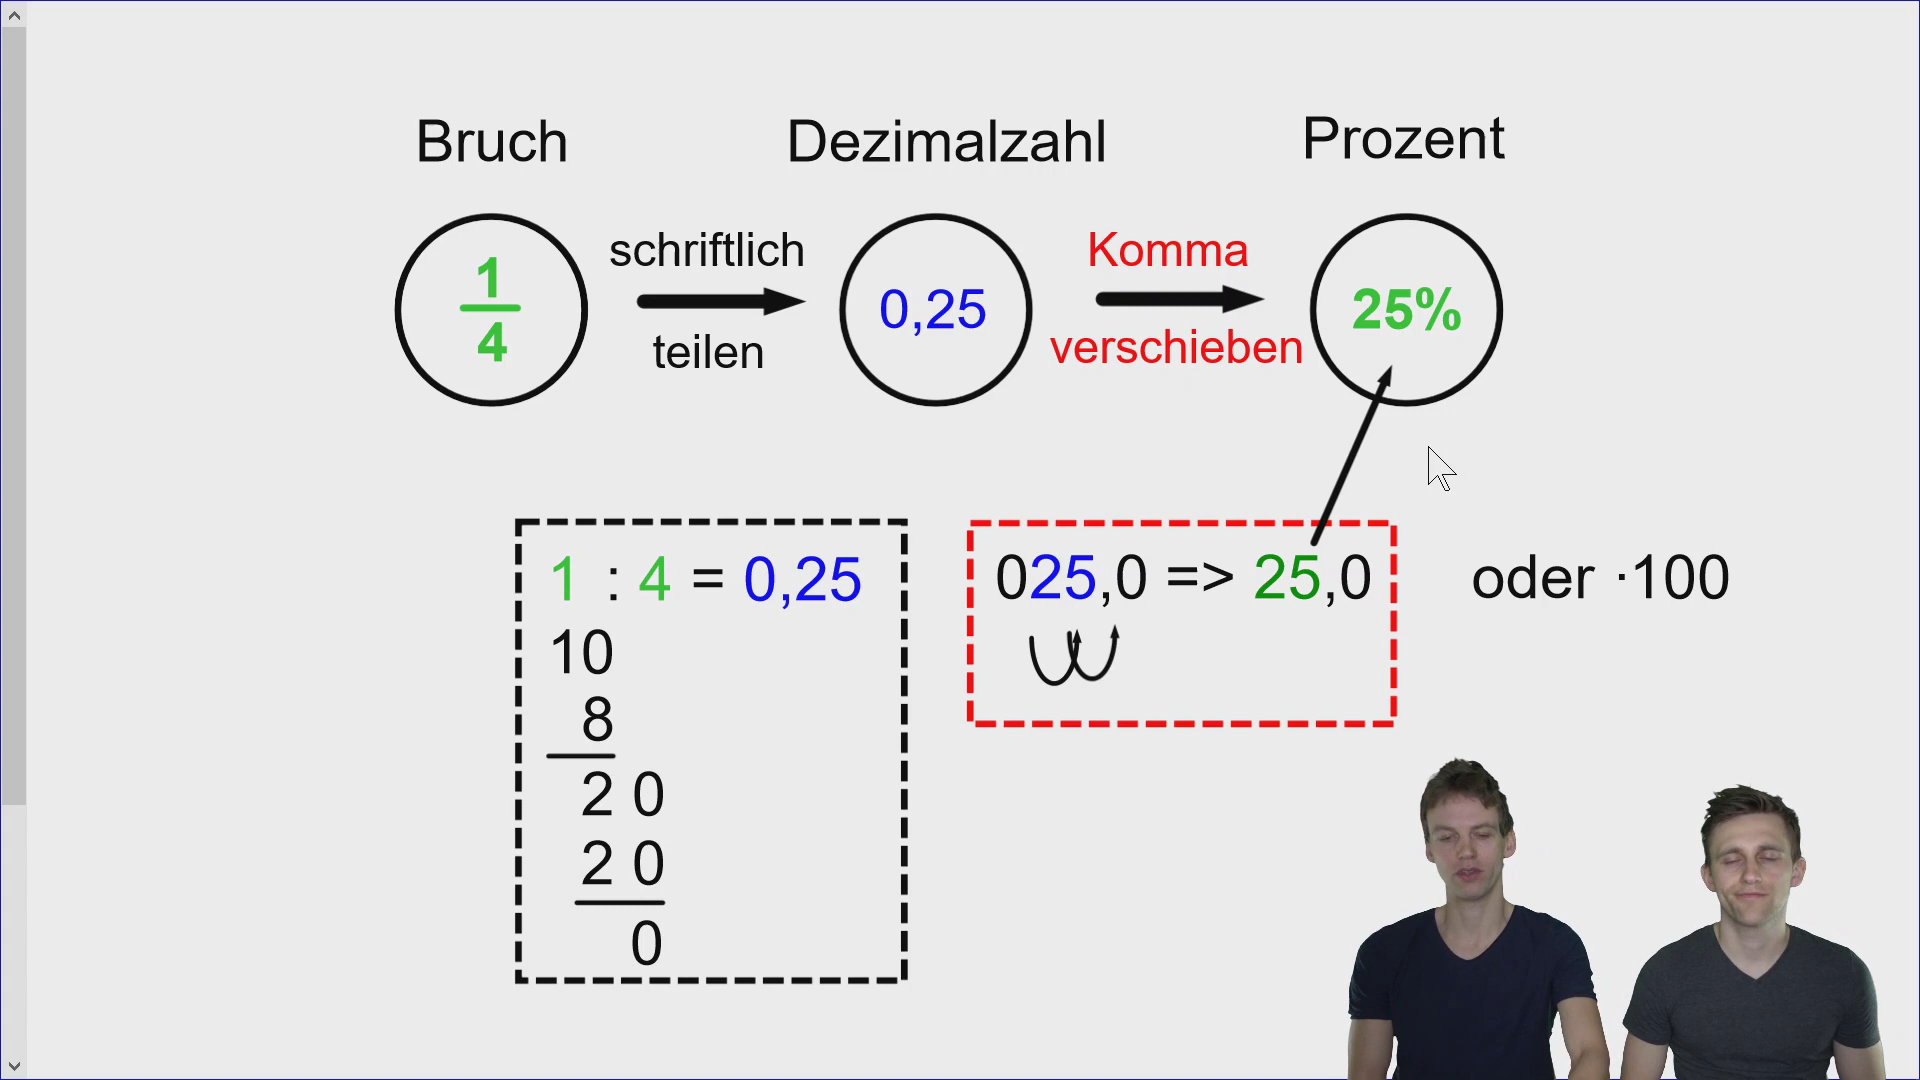 Bruch
Dezimalzahl
Prozent
1
4
schriftlich
teilen
0,25
Komma
verschieben
25%
1 : 4 = 0,25
10
8
2 0
2 0
0
025,0 => 25,0
oder ·100